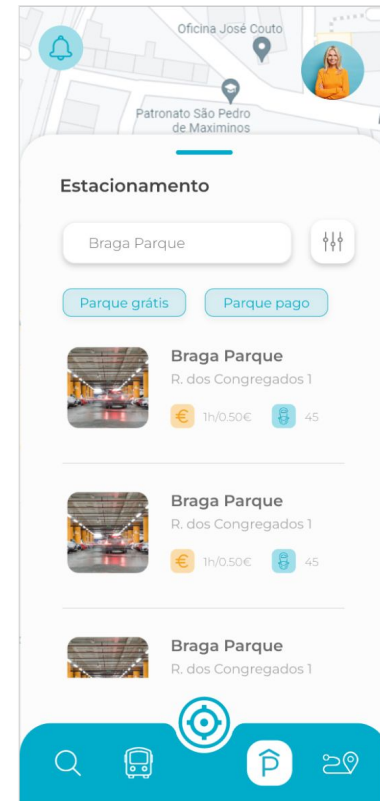 Oficina José Couto
Patronato São Pedro
de Maximinos
Estacionamento
Braga Parque
Parque grátis
Parque pago
Braga Parque
R. dos Congregados 1
€ 1h/0.50€ 45
Braga Parque
R. dos Congregados 1
€ 1h/0.50€ 45
Braga Parque
R. dos Congregados 1
P